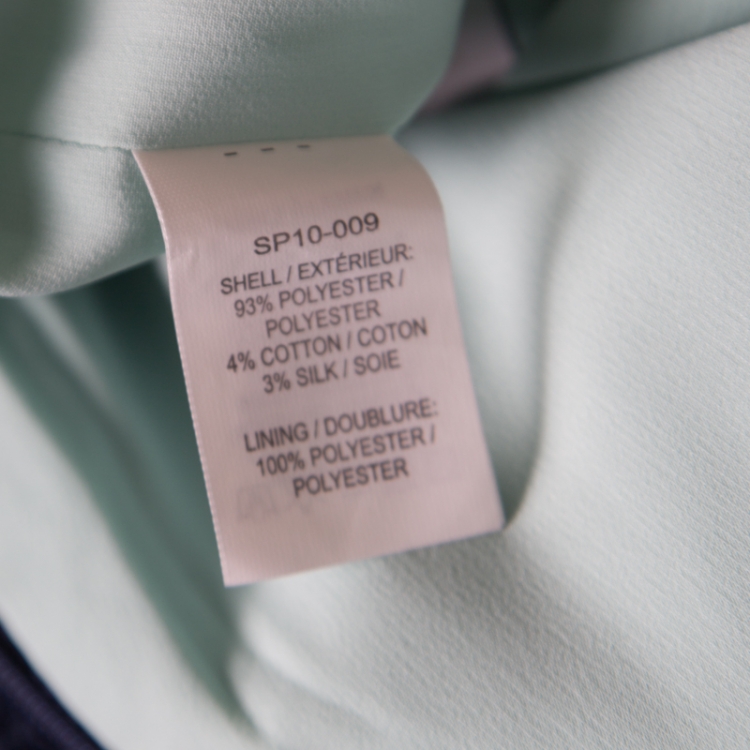 SP10-009
SHELL / EXTÉRIEUR:
93% POLYESTER /
POLYESTER
4% COTTON / COTON
3% SILK / SOIE
LINING / DOUBLURE:
100% POLYESTER /
POLYESTER